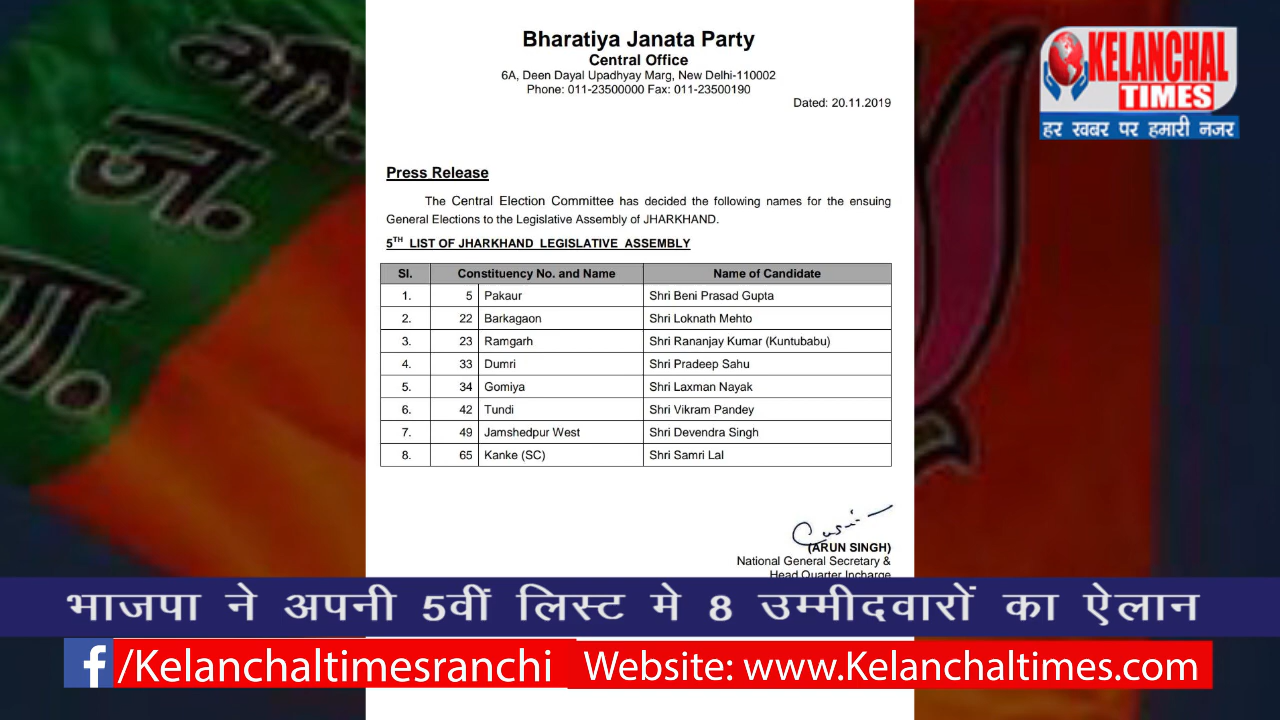 भा.
ज.
पा.
Bharatiya Janata Party
Central Office
6A, Deen Dayal Upadhyay Marg, New Delhi-110002
Phone: 011-23500000 Fax: 011-23500190
Dated: 20.11.2019
KELANCHAL
TIMES
हर खबर पर हमारी नजर
Press Release
The Central Election Committee has decided the following names for the ensuing
General Elections to the Legislative Assembly of JHARKHAND.
5TH LIST OF JHARKHAND LEGISLATIVE ASSEMBLY
Sl. Constituency No. and Name Name of Candidate
1. 5 Pakaur Shri Beni Prasad Gupta
2. 22 Barkagaon Shri Loknath Mehto
3. 23 Ramgarh Shri Rananjay Kumar (Kuntubabu)
4. 33 Dumri Shri Pradeep Sahu
5. 34 Gomiya Shri Laxman Nayak
6. 42 Tundi Shri Vikram Pandey
7. 49 Jamshedpur West Shri Devendra Singh
8. 65 Kanke (SC) Shri Samri Lal
(ARUN SINGH)
National General Secretary &
Head Quarter Incharge
भाजपा ने अपनी 5वीं लिस्ट मे 8 उम्मीदवारों का ऐलान
f/Kelanchaltimesranchi Website: www.Kelanchaltimes.com